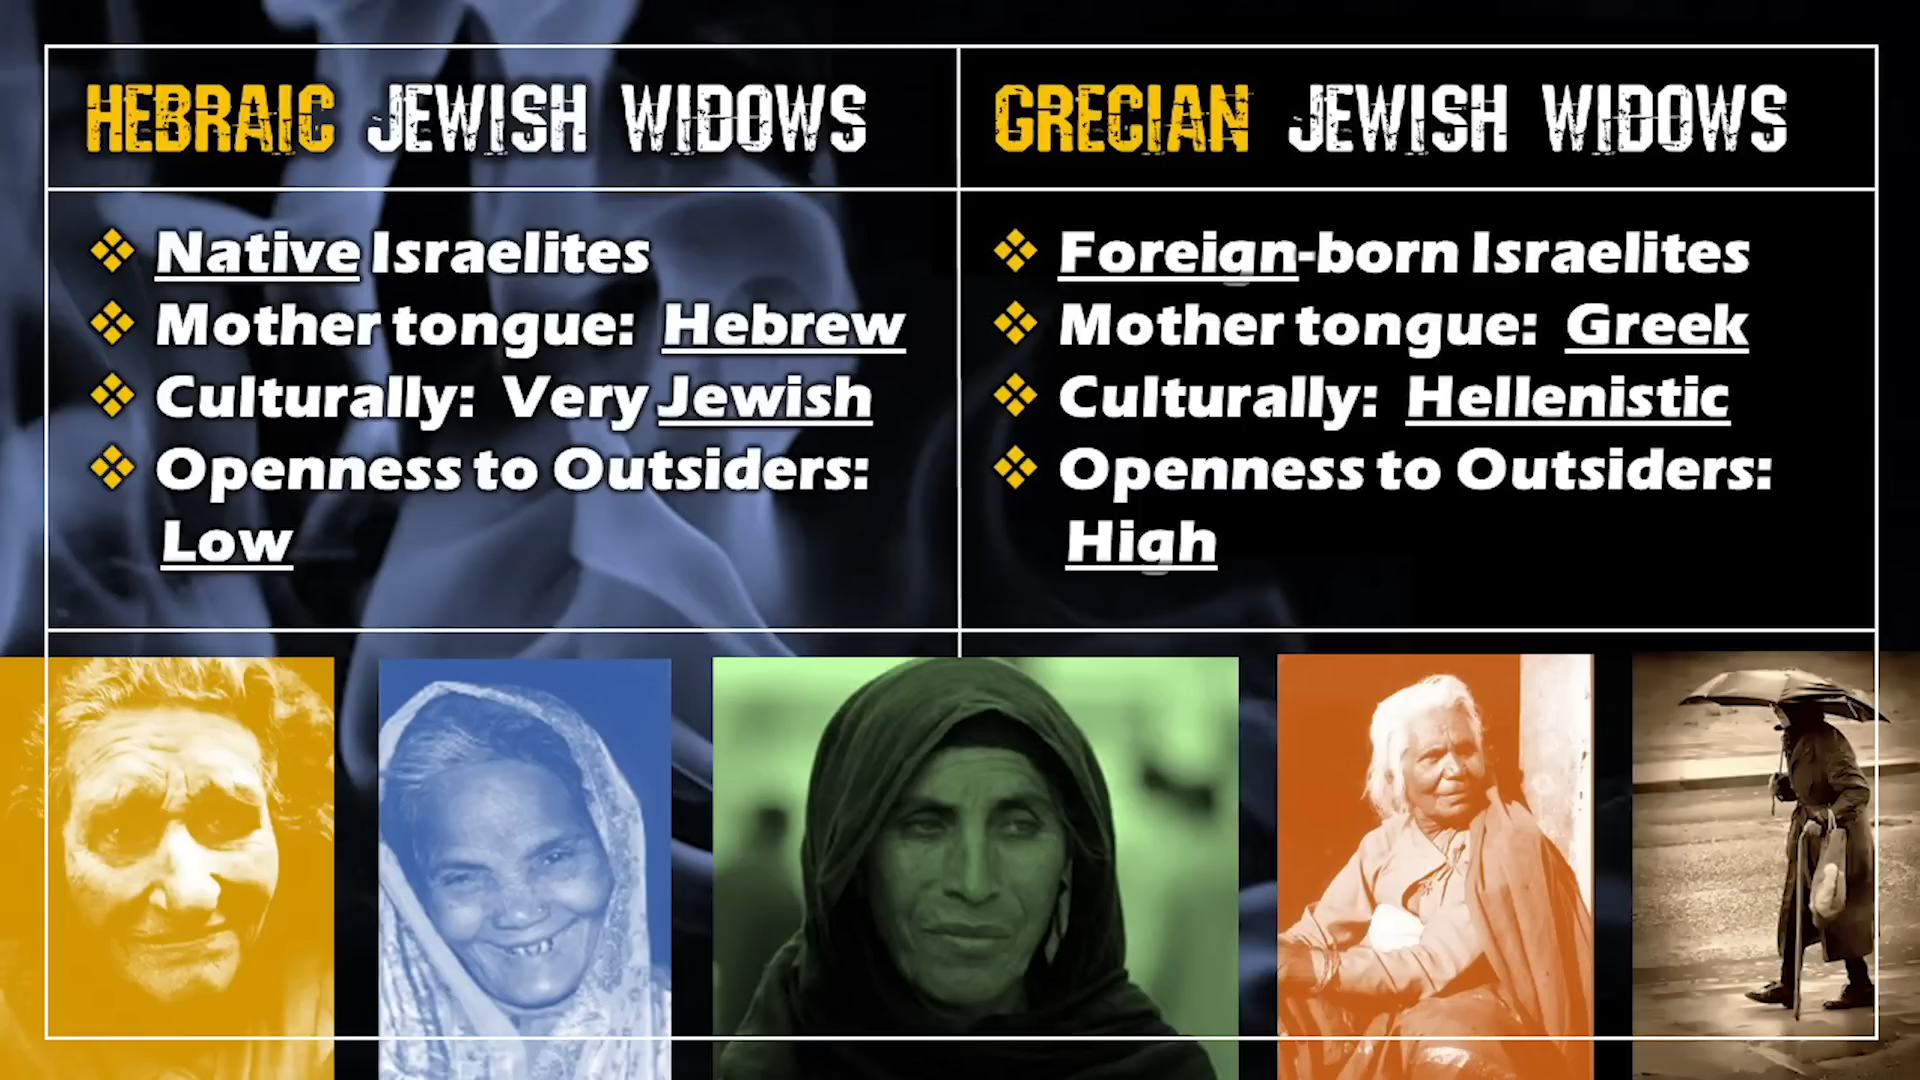 HEBRAIC JEWISH WIDOWS
Native Israelites
Mother tongue: Hebrew
Culturally: Very Jewish
Openness to Outsiders:
Low
GRECIAN JEWISH WIDOWS
Foreign-born Israelites
Mother tongue: Greek
Culturally: Hellenistic
Openness to Outsiders:
High